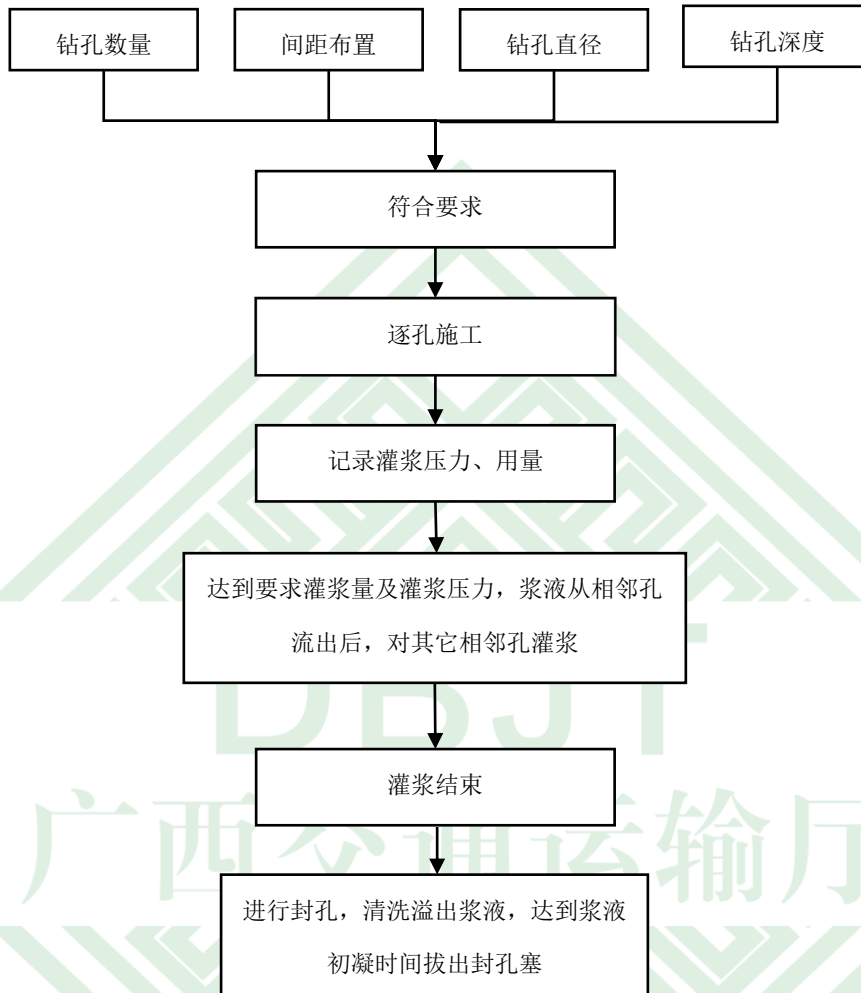 钻孔数量
间距布置
钻孔直径
钻孔深度
符合要求
逐孔施工
记录灌浆压力、用量
达到要求灌浆量及灌浆压力，浆液从相邻孔
流出后，对其它相邻孔灌浆
DBJT
灌浆结束
广西交通运输厅
进行封孔，清洗溢出浆液，达到浆液
初凝时间拔出封孔塞